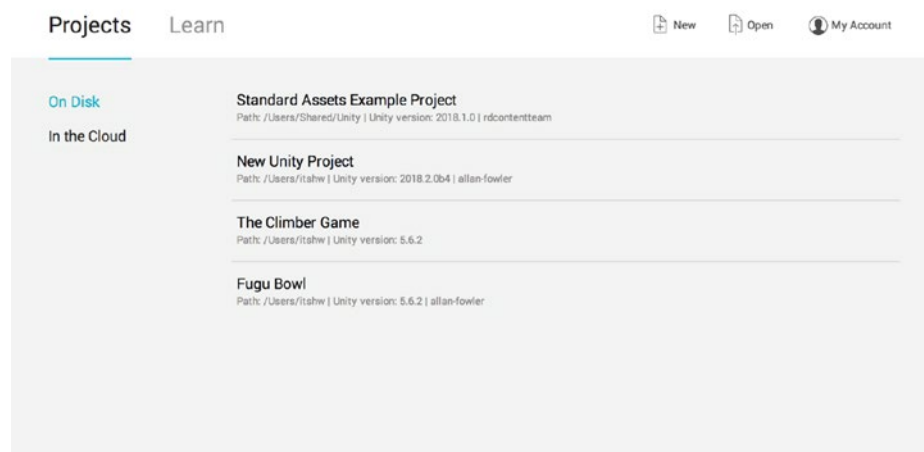 Projects Learn New Open My Account
On Disk
In the Cloud
Standard Assets Example Project
Path: /Users/Shared/Unity | Unity version: 2018.1.0 | rdcontentteam
New Unity Project
Path: /Users/itshw | Unity version: 2018.2.0b4 | allan-fowler
The Climber Game
Path: /Users/itshw | Unity version: 5.6.2
Fugu Bowl
Path: /Users/itshw | Unity version: 5.6.2 | allan-fowler